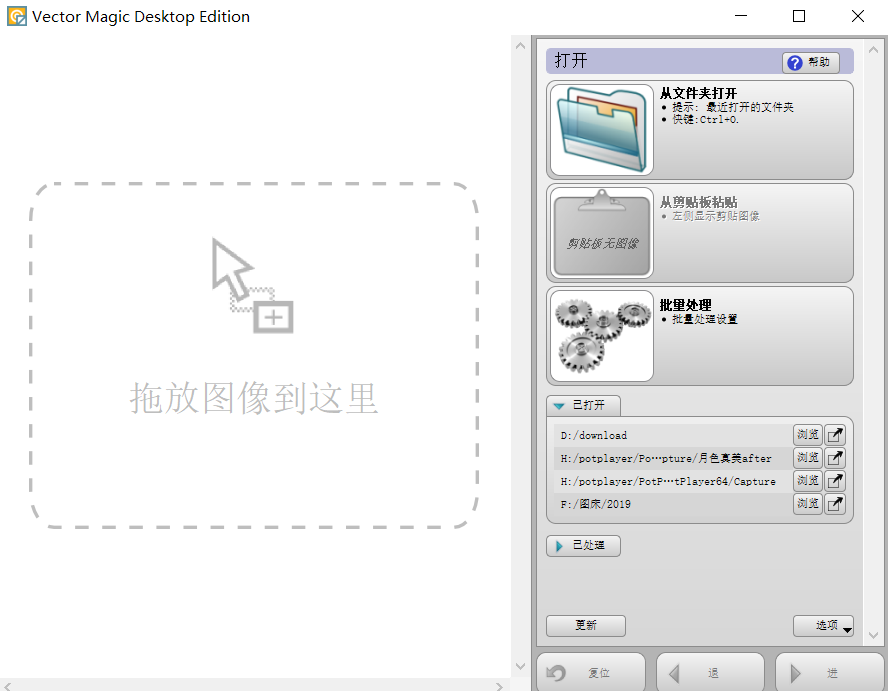 Vector Magic Desktop Edition
拖放图像到这里
打开
帮助
从文件夹打开
• 提示: 最近打开的文件夹
• 快键:Ctrl+O.
剪贴板无图像
从剪贴板粘贴
• 左侧显示剪贴图像
批量处理
• 批量处理设置
已打开
D:/download 浏览
H:/potplayer/Po…pture/月色真美after 浏览
H:/potplayer/PotP…tPlayer64/Capture 浏览
F:/图床/2019 浏览
已处理
更新
选项
复位
退
进